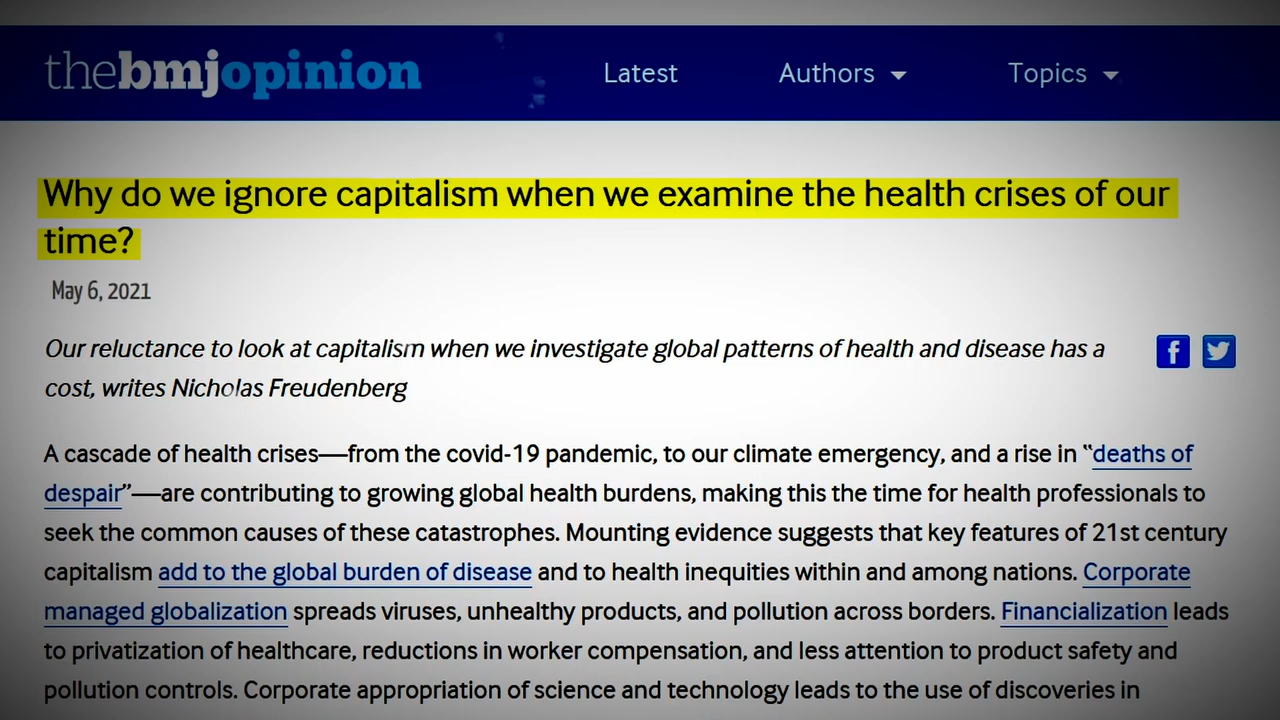 thebmjopinion Latest Authors Topics
Why do we ignore capitalism when we examine the health crises of our
time?
May 6, 2021
Our reluctance to look at capitalism when we investigate global patterns of health and disease has a
cost, writes Nicholas Freudenberg
A cascade of health crises—from the covid-19 pandemic, to our climate emergency, and a rise in “deaths of
despair”—are contributing to growing global health burdens, making this the time for health professionals to
seek the common causes of these catastrophes. Mounting evidence suggests that key features of 21st century
capitalism add to the global burden of disease and to health inequities within and among nations. Corporate
managed globalization spreads viruses, unhealthy products, and pollution across borders. Financialization leads
to privatization of healthcare, reductions in worker compensation, and less attention to product safety and
pollution controls. Corporate appropriation of science and technology leads to the use of discoveries in